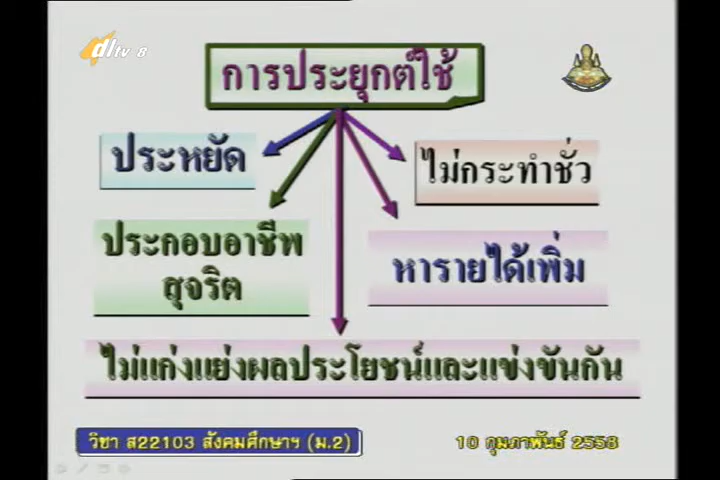 dltv-8
การประยุกต์ใช้
ประหยัด
ไม่กระทำชั่ว
ประกอบอาชีพ
สุจริต
หารายได้เพิ่ม
ไม่แก่งแย่งผลประโยชน์และแข่งขันกัน
วิชา ส22103 สังคมศึกษาฯ (ม.2)
10 กุมภาพันธ์ 2558